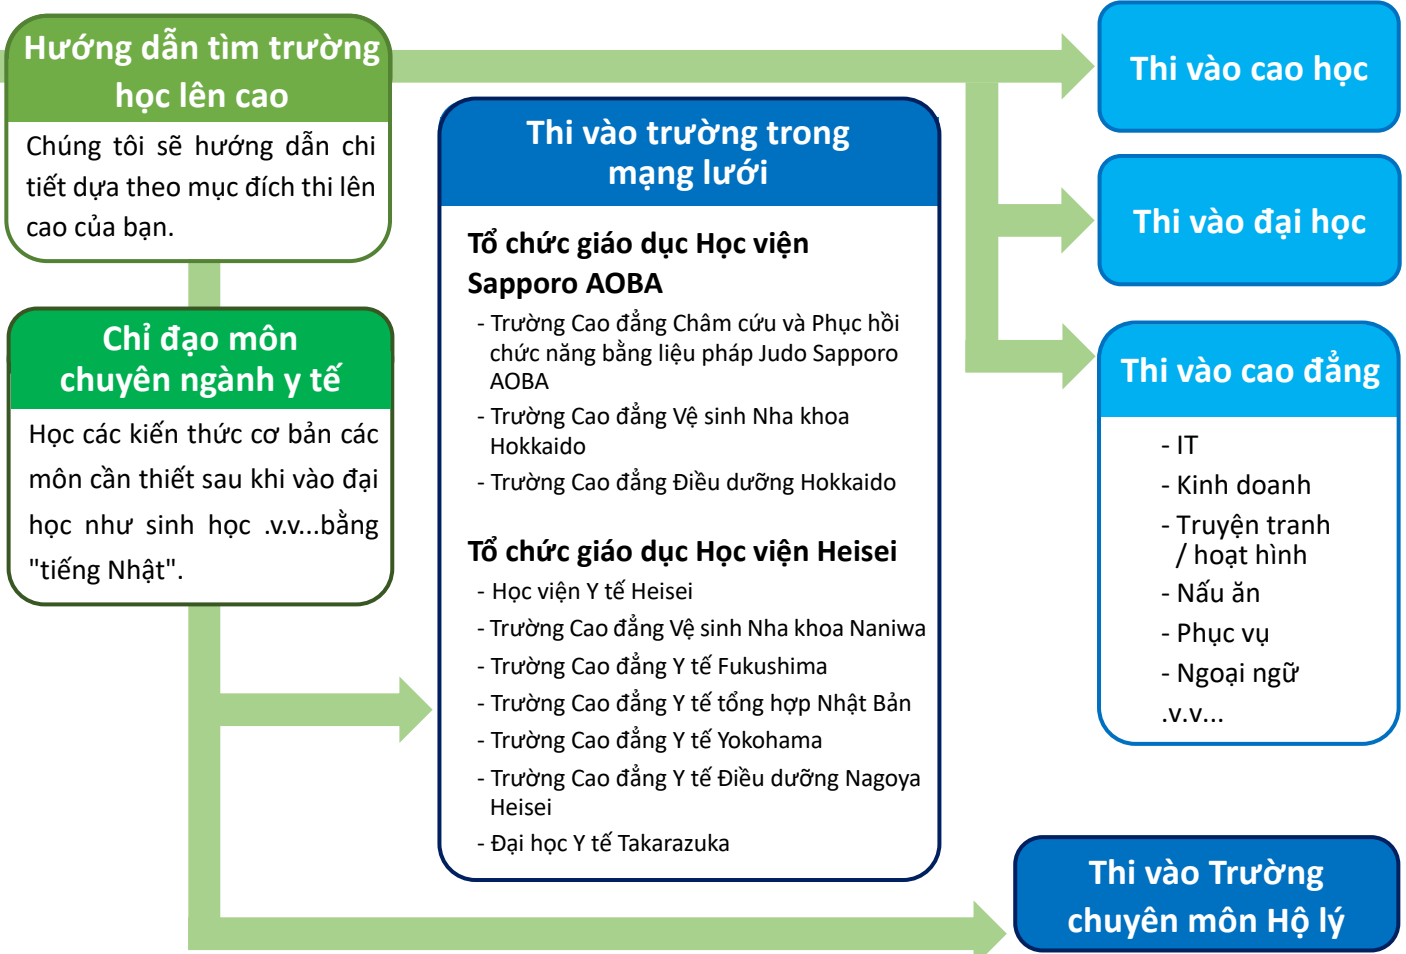 Hướng dẫn tìm trường
học lên cao
Chúng tôi sẽ hướng dẫn chi
tiết dựa theo mục đích thi lên
cao của bạn.
Chỉ đạo môn
chuyên ngành y tế
Học các kiến thức cơ bản các
môn cần thiết sau khi vào đại
học như sinh học .v.v...bằng
"tiếng Nhật".
Thi vào trường trong
mạng lưới
Tổ chức giáo dục Học viện
Sapporo AOBA
- Trường Cao đẳng Châm cứu và Phục hồi
chức năng bằng liệu pháp Judo Sapporo
AOBA
- Trường Cao đẳng Vệ sinh Nha khoa
Hokkaido
- Trường Cao đẳng Điều dưỡng Hokkaido
Tổ chức giáo dục Học viện Heisei
- Học viện Y tế Heisei
- Trường Cao đẳng Vệ sinh Nha khoa Naniwa
- Trường Cao đẳng Y tế Fukushima
- Trường Cao đẳng Y tế tổng hợp Nhật Bản
- Trường Cao đẳng Y tế Yokohama
- Trường Cao đẳng Y tế Điều dưỡng Nagoya
Heisei
- Đại học Y tế Takarazuka
Thi vào cao học
Thi vào đại học
Thi vào cao đẳng
- IT
- Kinh doanh
- Truyện tranh
/ hoạt hình
- Nấu ăn
- Phục vụ
- Ngoại ngữ
.v.v...
Thi vào Trường
chuyên môn Hộ lý